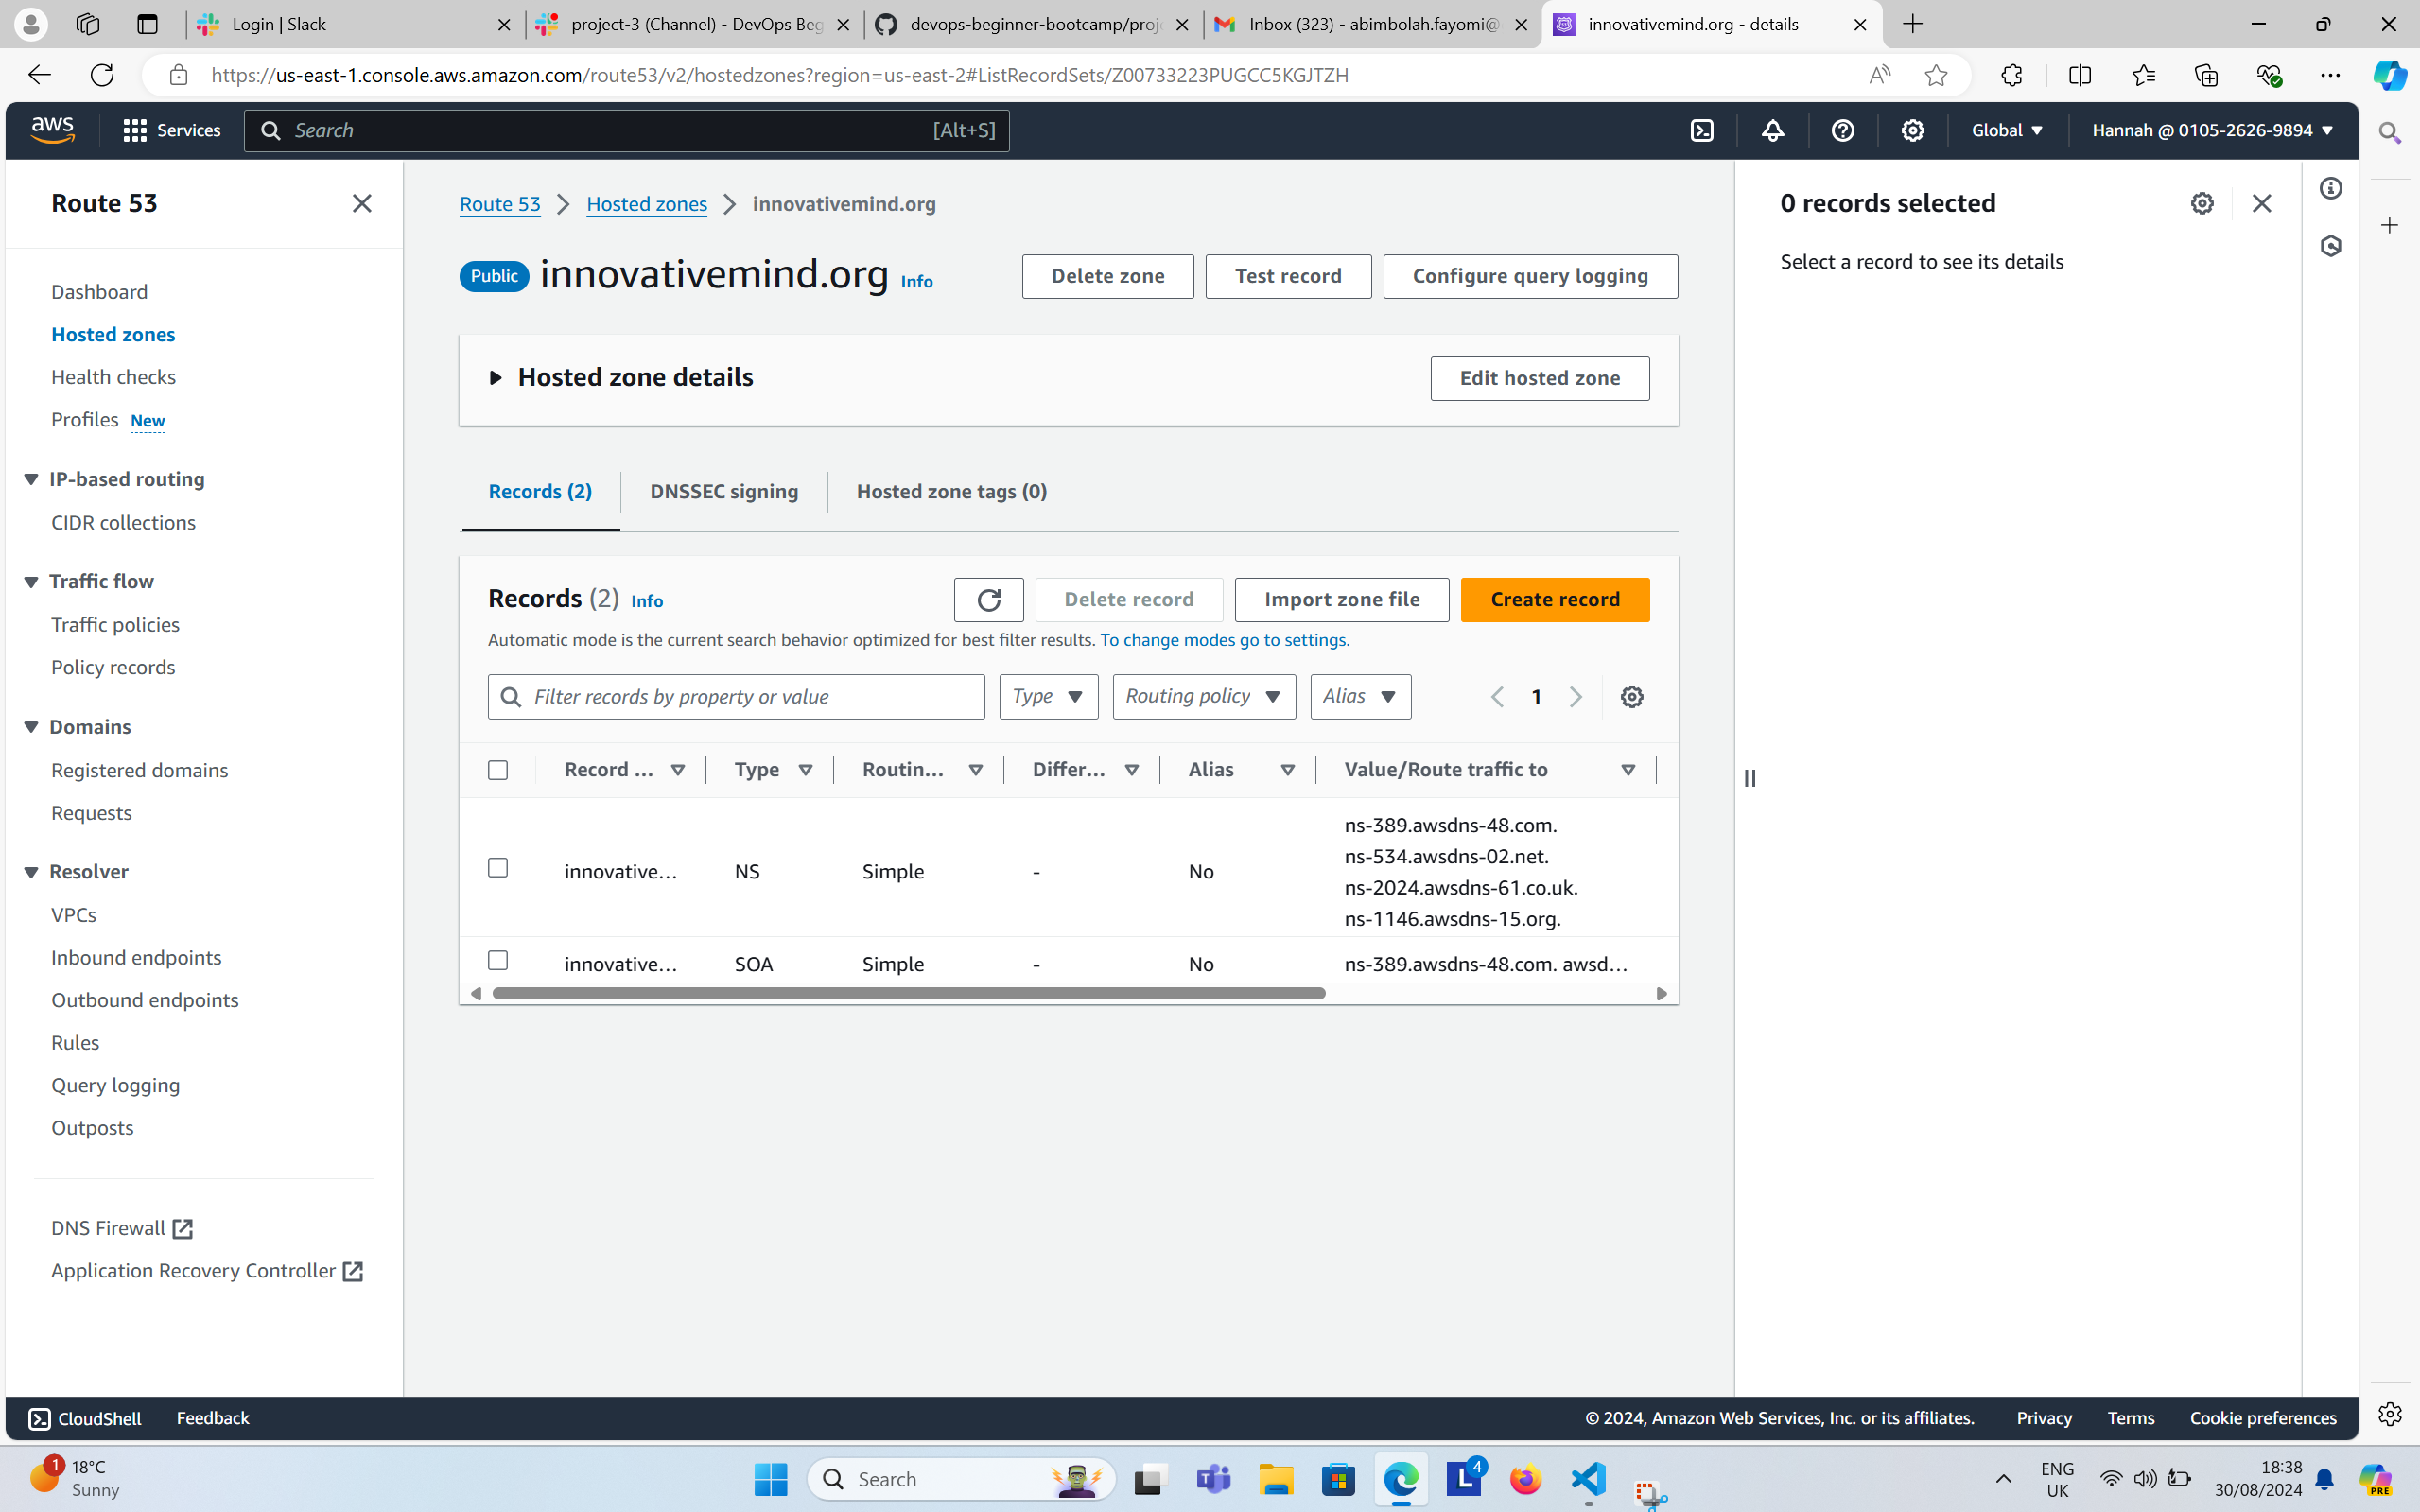 Login | Slack
project-3 (Channel) - DevOps Beg
devops-beginner-bootcamp/proje
Inbox (323) - abimbolah.fayomi@
innovativemind.org - details
https://us-east-1.console.aws.amazon.com/route53/v2/hostedzones?region=us-east-2#ListRecordSets/Z00733223PUGCC5KGJTZH
aws
Services
Search
[Alt+S]
Global
Hannah @ 0105-2626-9894
Route 53
Dashboard
Hosted zones
Health checks
Profiles New
IP-based routing
CIDR collections
Traffic flow
Traffic policies
Policy records
Domains
Registered domains
Requests
Resolver
VPCs
Inbound endpoints
Outbound endpoints
Rules
Query logging
Outposts
DNS Firewall
Application Recovery Controller
Route 53 > Hosted zones > innovativemind.org
Public innovativemind.org Info
Delete zone
Test record
Configure query logging
Hosted zone details
Edit hosted zone
Records (2)
DNSSEC signing
Hosted zone tags (0)
Records (2) Info
Delete record
Import zone file
Create record
Automatic mode is the current search behavior optimized for best filter results. To change modes go to settings.
Filter records by property or value
Type
Routing policy
Alias
1
Record ... Type Routin... Differ... Alias Value/Route traffic to
innovative... NS Simple - No
ns-389.awsdns-48.com.
ns-534.awsdns-02.net.
ns-2024.awsdns-61.co.uk.
ns-1146.awsdns-15.org.
innovative... SOA Simple - No ns-389.awsdns-48.com. awsd...
0 records selected
Select a record to see its details
CloudShell
Feedback
© 2024, Amazon Web Services, Inc. or its affiliates.
Privacy
Terms
Cookie preferences
1
18°C
Sunny
Search
L
4
ENG
UK
18:38
30/08/2024
PRE